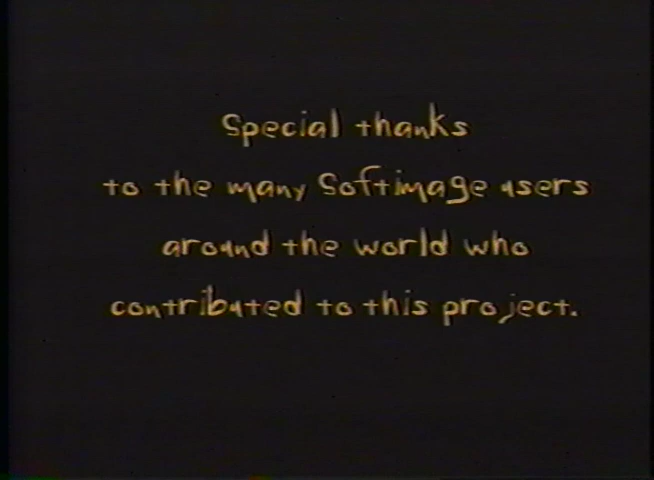 Special thanks
to the many Softimage users
around the world who
contributed to this project.